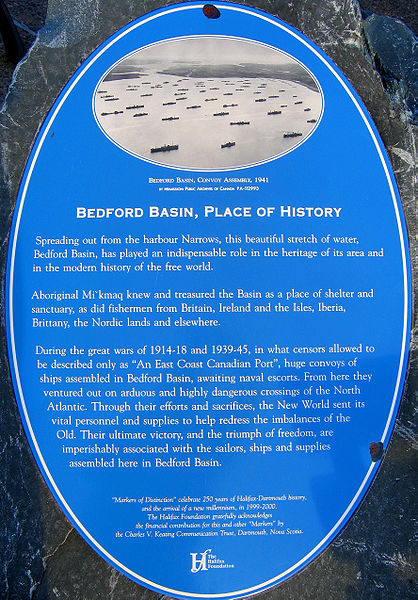 Bedford Basin, Convoy Assembly, 1941
by permission Public Archives of Canada PA-112993
Bedford Basin, Place of History
Spreading out from the harbour Narrows, this beautiful stretch of water,
Bedford Basin, has played an indispensable role in the heritage of its area and
in the modern history of the free world.
Aboriginal Mi`kmaq knew and treasured the Basin as a place of shelter and
sanctuary, as did fishermen from Britain, Ireland and the Isles, Iberia,
Brittany, the Nordic lands and elsewhere.
During the great wars of 1914-18 and 1939-45, in what censors allowed to
be described only as "An East Coast Canadian Port", huge convoys of
ships assembled in Bedford Basin, awaiting naval escorts. From here they
ventured out on arduous and highly dangerous crossings of the North
Atlantic. Through their efforts and sacrifices, the New World sent its
vital personnel and supplies to help redress the imbalances of the
Old. Their ultimate victory, and the triumph of freedom, are
imperishably associated with the sailors, ships and supplies
assembled here in Bedford Basin.
"Markers of Distinction" celebrate 250 years of Halifax-Dartmouth history,
and the arrival of a new millennium, in 1999-2000.
The Halifax Foundation gratefully acknowledges
the financial contribution for this and other "Markers" by
the Charles V. Keating Communication Trust, Dartmouth, Nova Scotia.
The
Halifax
Foundation